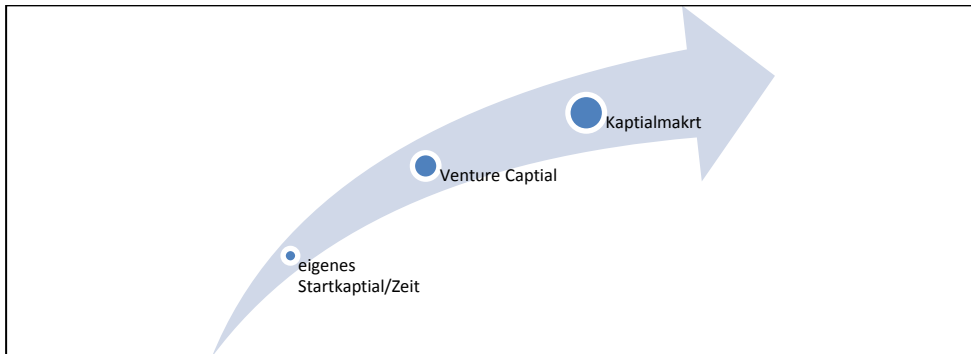 Kaptialmakrt
Venture Captial
eigenes
Startkaptial/Zeit